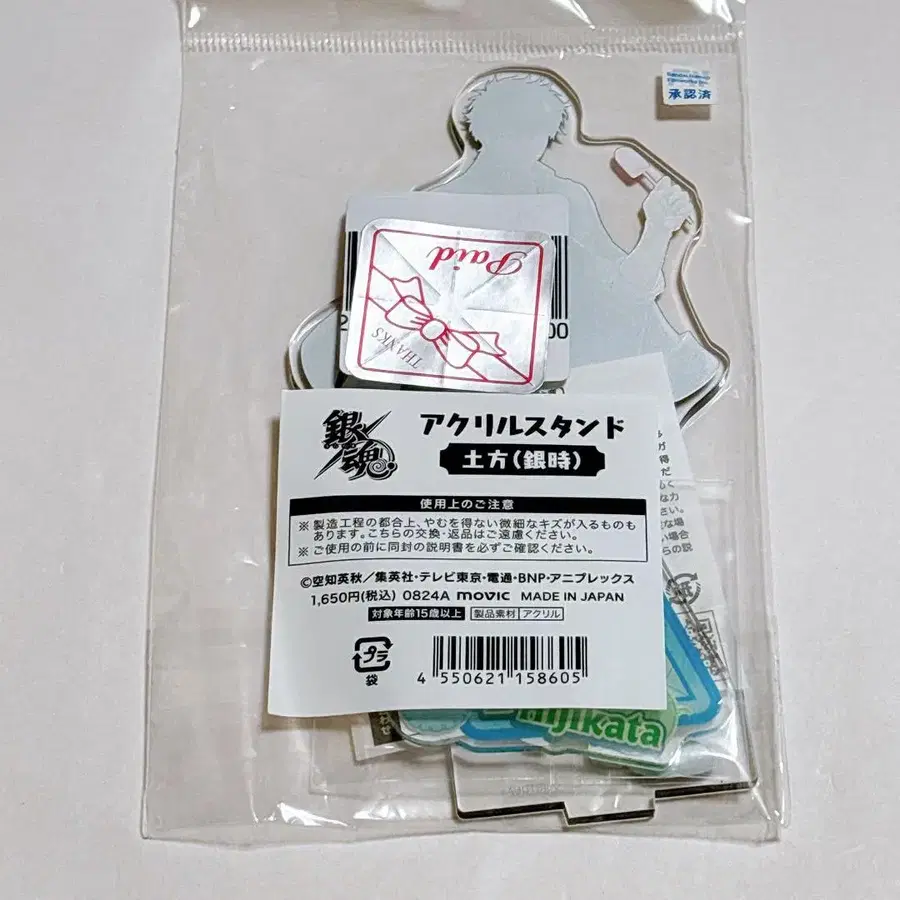 承認済
Paid
THANKS
2
00
銀魂
アクリルスタンド
土方(銀時)
使用上のご注意
※製造工程の都合上、やむを得ない微細なキズが入るものも
あります。こちらの交換・返品はご遠慮ください。
※ご使用の前に同封の説明書を必ずご確認ください。
©空知英秋/集英社・テレビ東京・電通・BNP・アニプレックス
1,650円(税込) 0824A movic MADE IN JAPAN
対象年齢15歳以上 製品素材 アクリル
プラ
袋
4 550621 158605
jikata